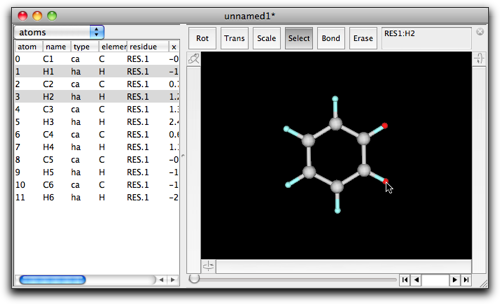 unnamed1*
atoms
Rot Trans Scale Select Bond Erase RES1:H2
atom name type elemen residue x
0 C1 ca C RES.1 -0
1 H1 ha H RES.1 -1
2 C2 ca C RES.1 0.
3 H2 ha H RES.1 1.2
4 C3 ca C RES.1 1.
5 H3 ha H RES.1 2.4
6 C4 ca C RES.1 0.6
7 H4 ha H RES.1 1.
8 C5 ca C RES.1 -0
9 H5 ha H RES.1 -1
10 C6 ca C RES.1 -1
11 H6 ha H RES.1 -2